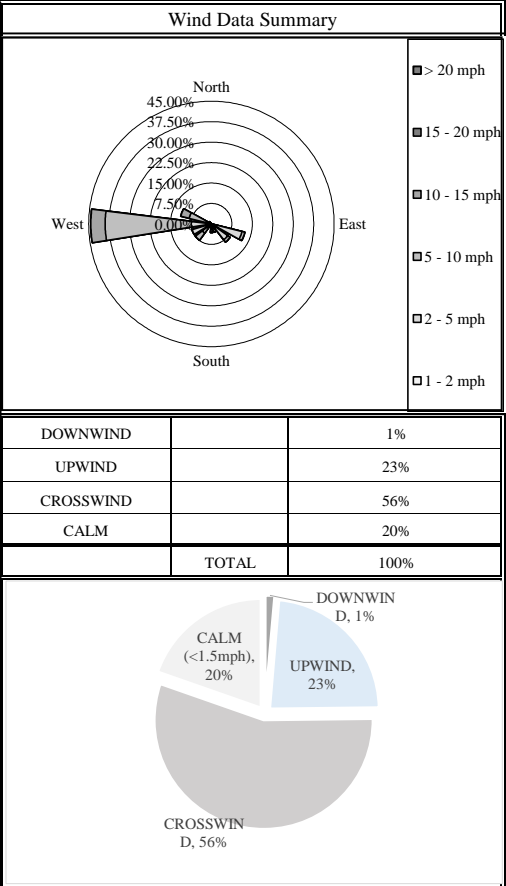 Wind Data Summary
North
45.00%
37.50%
30.00%
22.50%
15.00%
7.50%
0.00%
West
East
South
> 20 mph
15 - 20 mph
10 - 15 mph
5 - 10 mph
2 - 5 mph
1 - 2 mph
DOWNWIND 1%
UPWIND 23%
CROSSWIND 56%
CALM 20%
TOTAL 100%
DOWNWIN
D, 1%
CALM
(<1.5mph),
20%
UPWIND,
23%
CROSSWIN
D, 56%